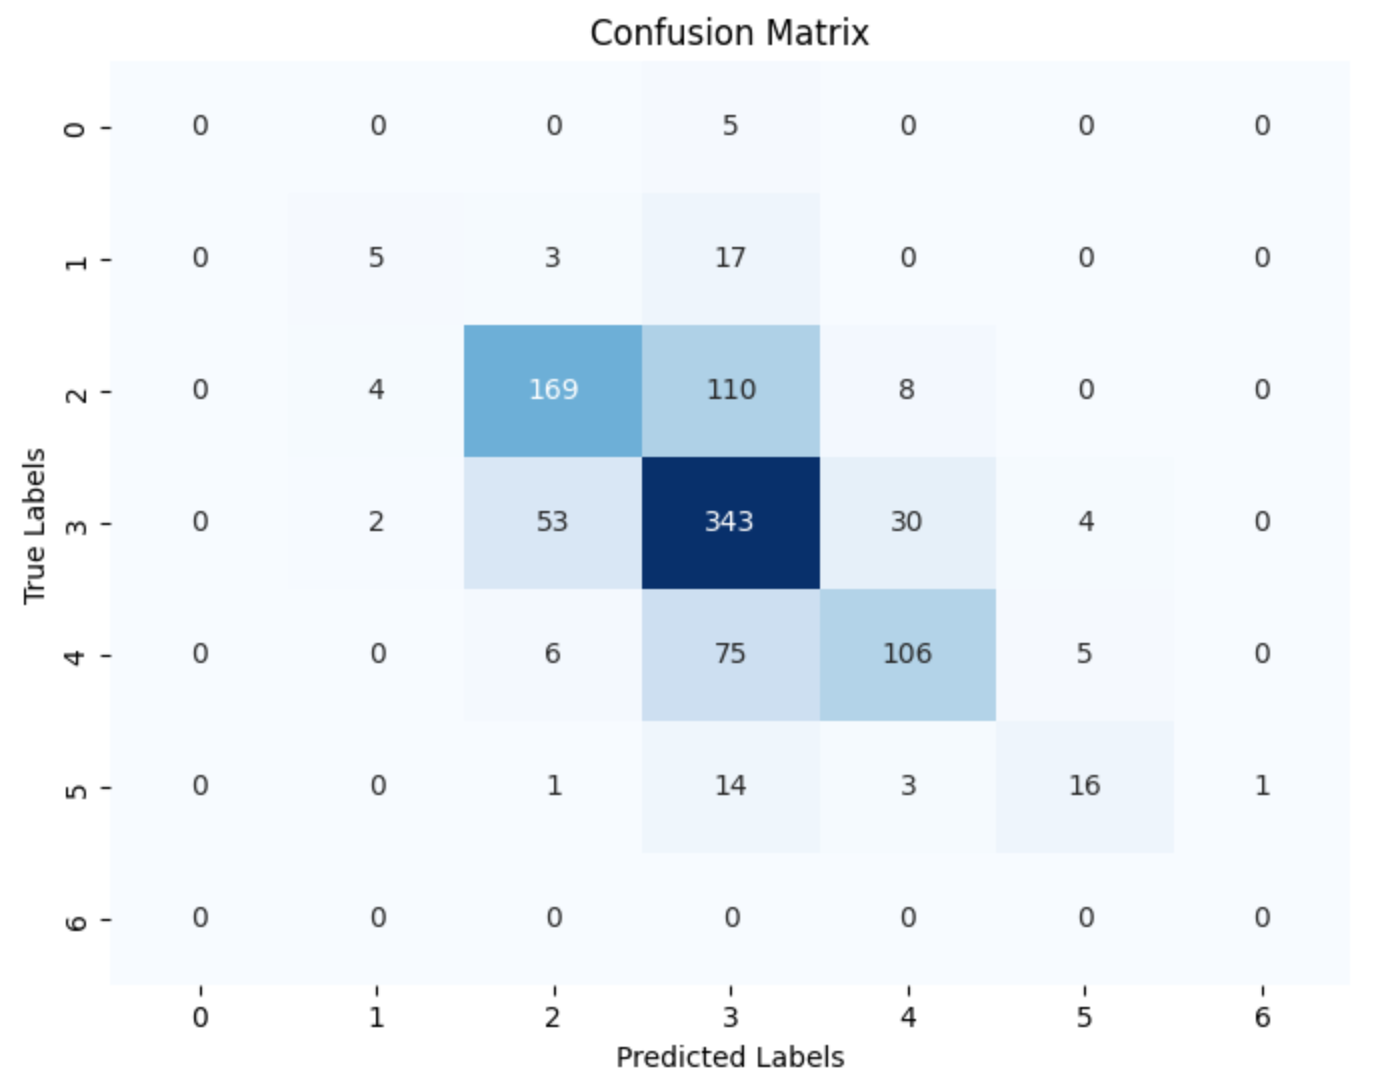 Confusion Matrix
0 0 0 0 5 0 0 0
1 0 5 3 17 0 0 0
2 0 4 169 110 8 0 0
3 0 2 53 343 30 4 0
4 0 0 6 75 106 5 0
5 0 0 1 14 3 16 1
6 0 0 0 0 0 0 0
True Labels
0 1 2 3 4 5 6
Predicted Labels